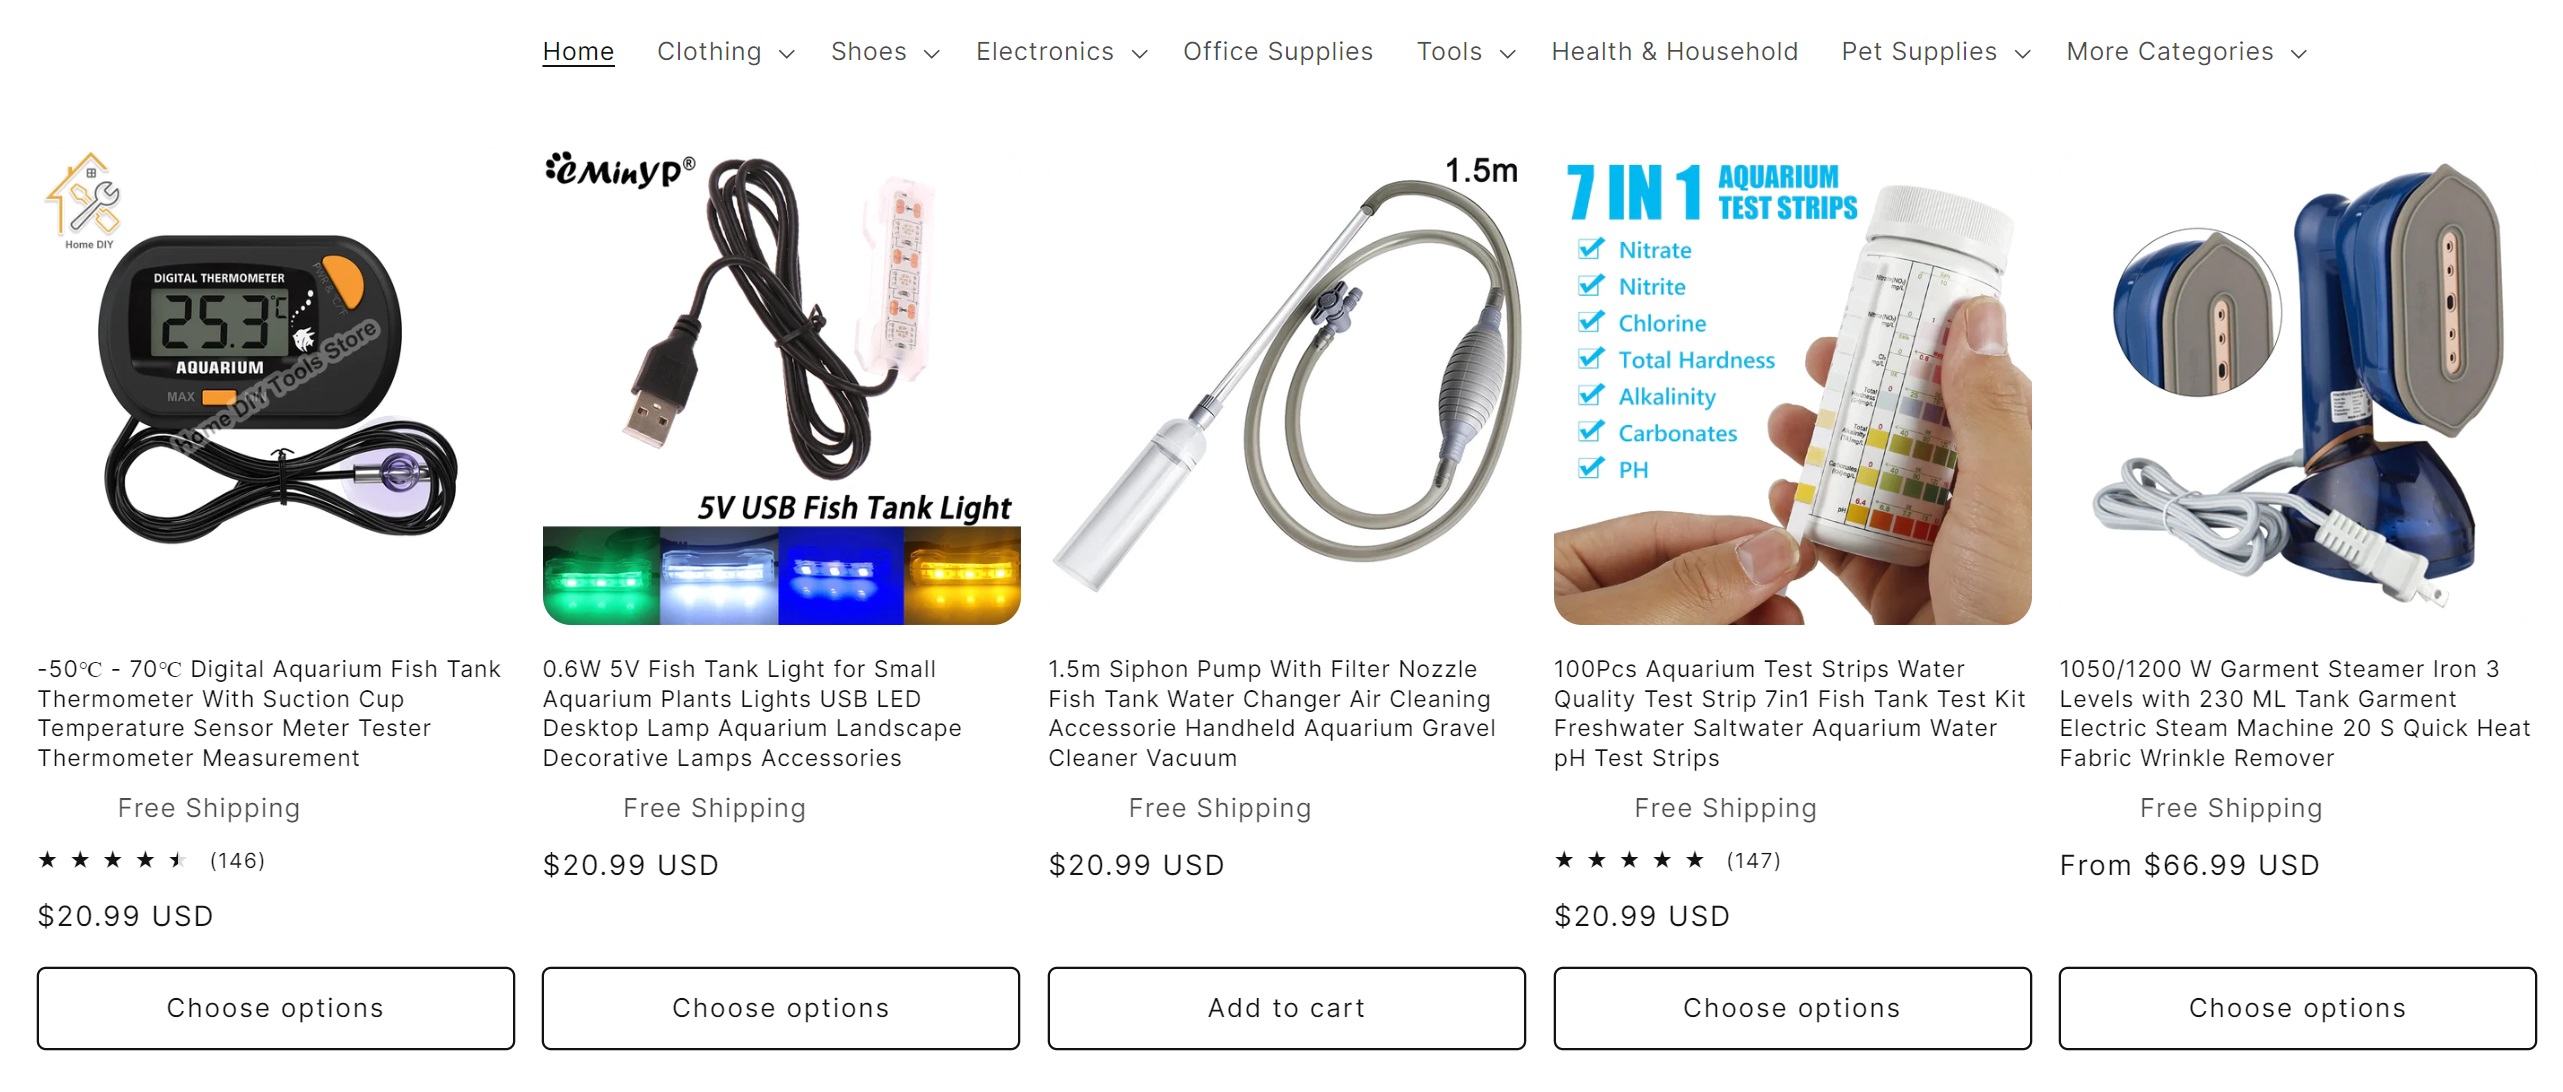 Home Clothing Shoes Electronics Office Supplies Tools Health & Household Pet Supplies More Categories
Home DIY
DIGITAL THERMOMETER
PWR & °C/°F
25.3°C
AQUARIUM
MAX MIN
Home DIY Tools Store
eMinYP®
5V USB Fish Tank Light
1.5m
7 IN 1 AQUARIUM
TEST STRIPS
Nitrate
Nitrite
Chlorine
Total Hardness
Alkalinity
Carbonates
PH
-50℃ - 70℃ Digital Aquarium Fish Tank
Thermometer With Suction Cup
Temperature Sensor Meter Tester
Thermometer Measurement
Free Shipping
(146)
$20.99 USD
Choose options
0.6W 5V Fish Tank Light for Small
Aquarium Plants Lights USB LED
Desktop Lamp Aquarium Landscape
Decorative Lamps Accessories
Free Shipping
$20.99 USD
Choose options
1.5m Siphon Pump With Filter Nozzle
Fish Tank Water Changer Air Cleaning
Accessorie Handheld Aquarium Gravel
Cleaner Vacuum
Free Shipping
$20.99 USD
Add to cart
100Pcs Aquarium Test Strips Water
Quality Test Strip 7in1 Fish Tank Test Kit
Freshwater Saltwater Aquarium Water
pH Test Strips
Free Shipping
(147)
$20.99 USD
Choose options
1050/1200 W Garment Steamer Iron 3
Levels with 230 ML Tank Garment
Electric Steam Machine 20 S Quick Heat
Fabric Wrinkle Remover
Free Shipping
From $66.99 USD
Choose options